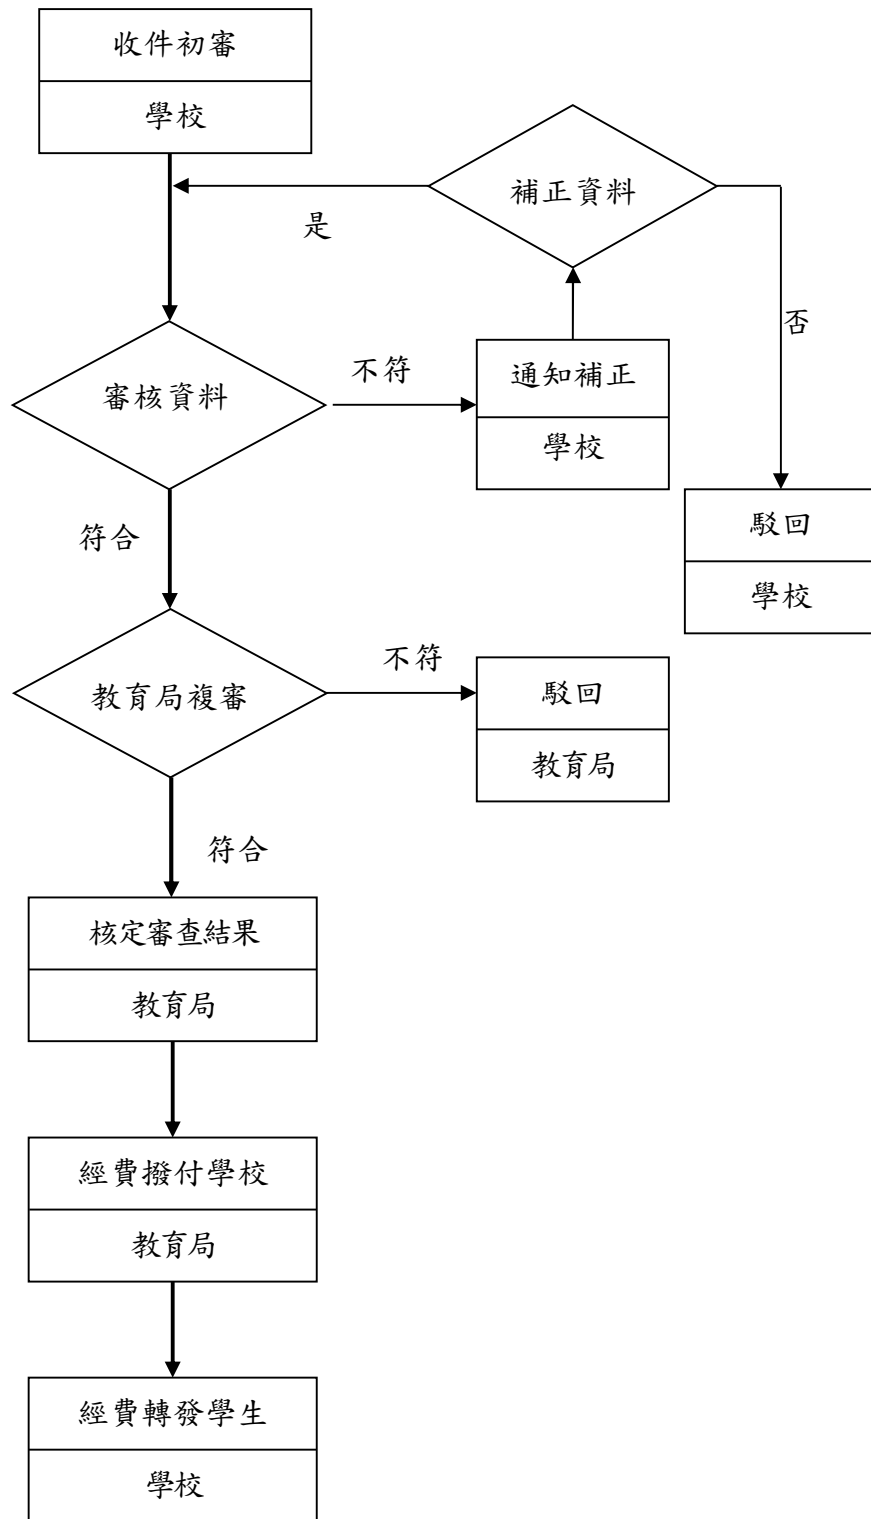 收件初審
學校
補正資料
是
否
審核資料
不符
通知補正
學校
駁回
學校
符合
教育局複審
不符
駁回
教育局
符合
核定審查結果
教育局
經費撥付學校
教育局
經費轉發學生
學校